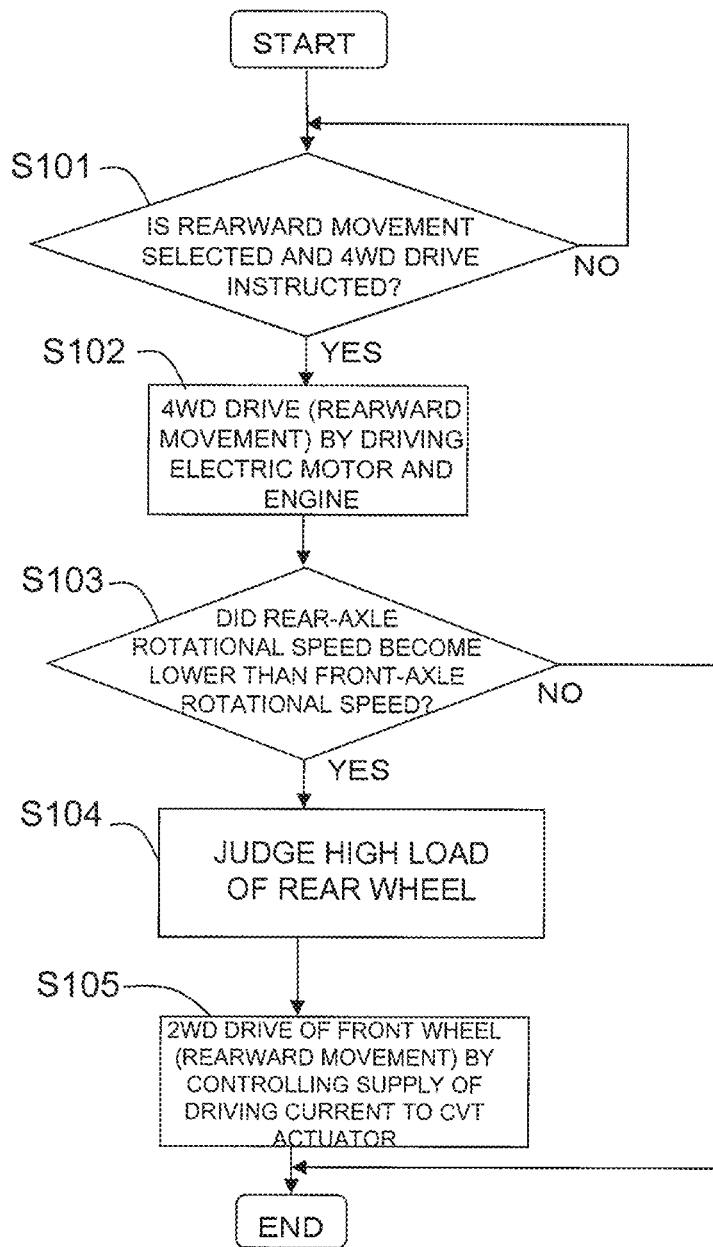 START
S101
IS REARWARD MOVEMENT
SELECTED AND 4WD DRIVE
INSTRUCTED?
NO
YES
S102
4WD DRIVE (REARWARD
MOVEMENT) BY DRIVING
ELECTRIC MOTOR AND
ENGINE
S103
DID REAR-AXLE
ROTATIONAL SPEED BECOME
LOWER THAN FRONT-AXLE
ROTATIONAL SPEED?
NO
YES
S104
JUDGE HIGH LOAD
OF REAR WHEEL
S105
2WD DRIVE OF FRONT WHEEL
(REARWARD MOVEMENT) BY
CONTROLLING SUPPLY OF
DRIVING CURRENT TO CVT
ACTUATOR
END